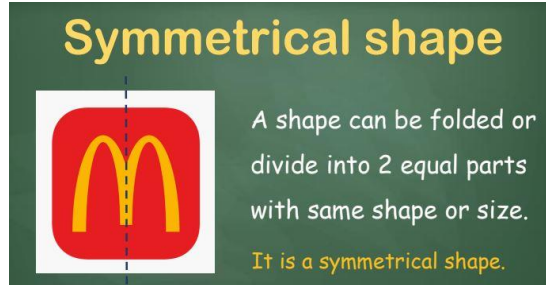 Symmetrical shape
A shape can be folded or
divide into 2 equal parts
with same shape or size.
It is a symmetrical shape.